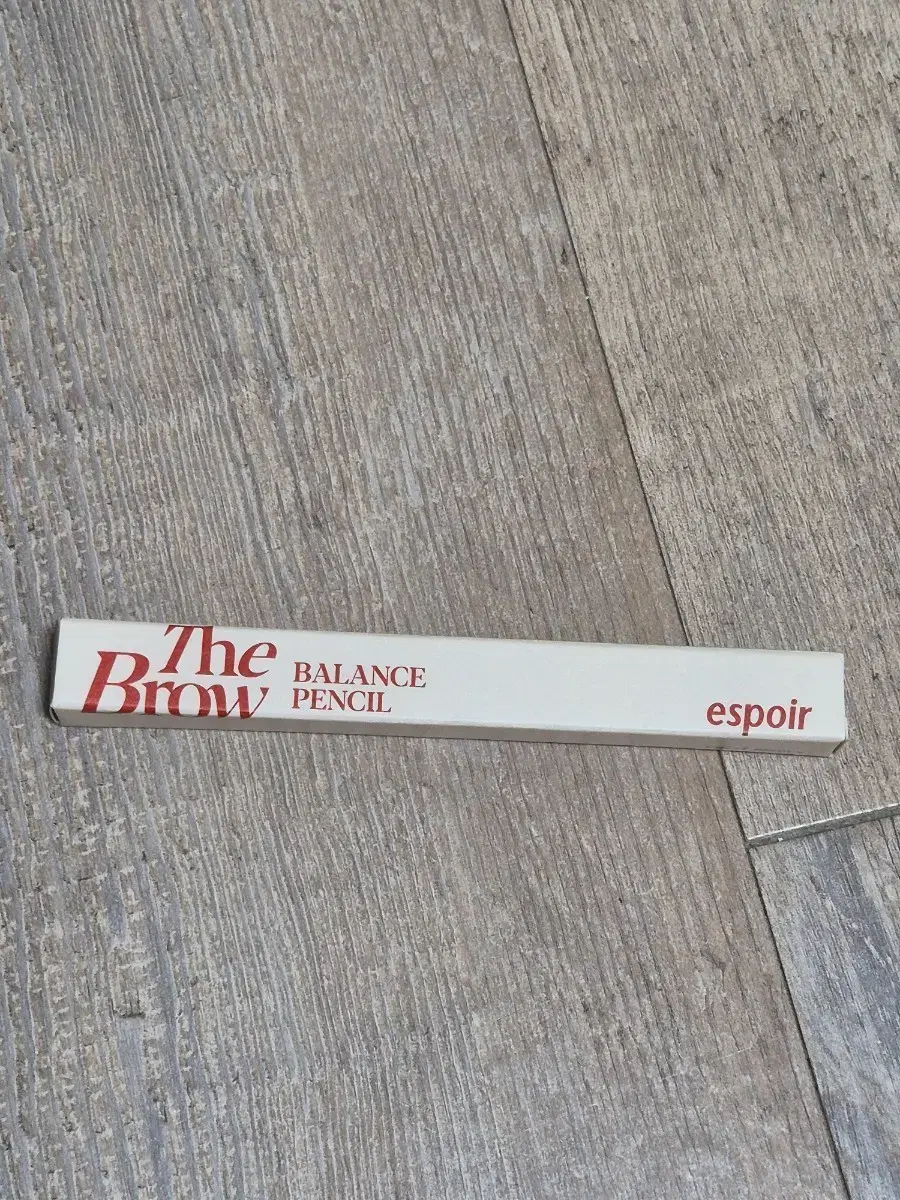 The
Brow
BALANCE
PENCIL
espoir